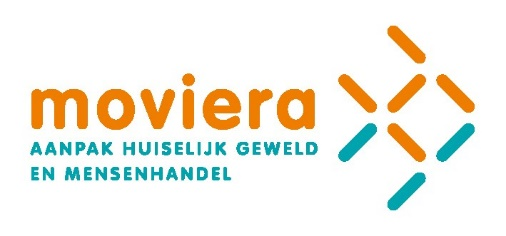 moviera
AANPAK HUISELIJK GEWELD
EN MENSENHANDEL